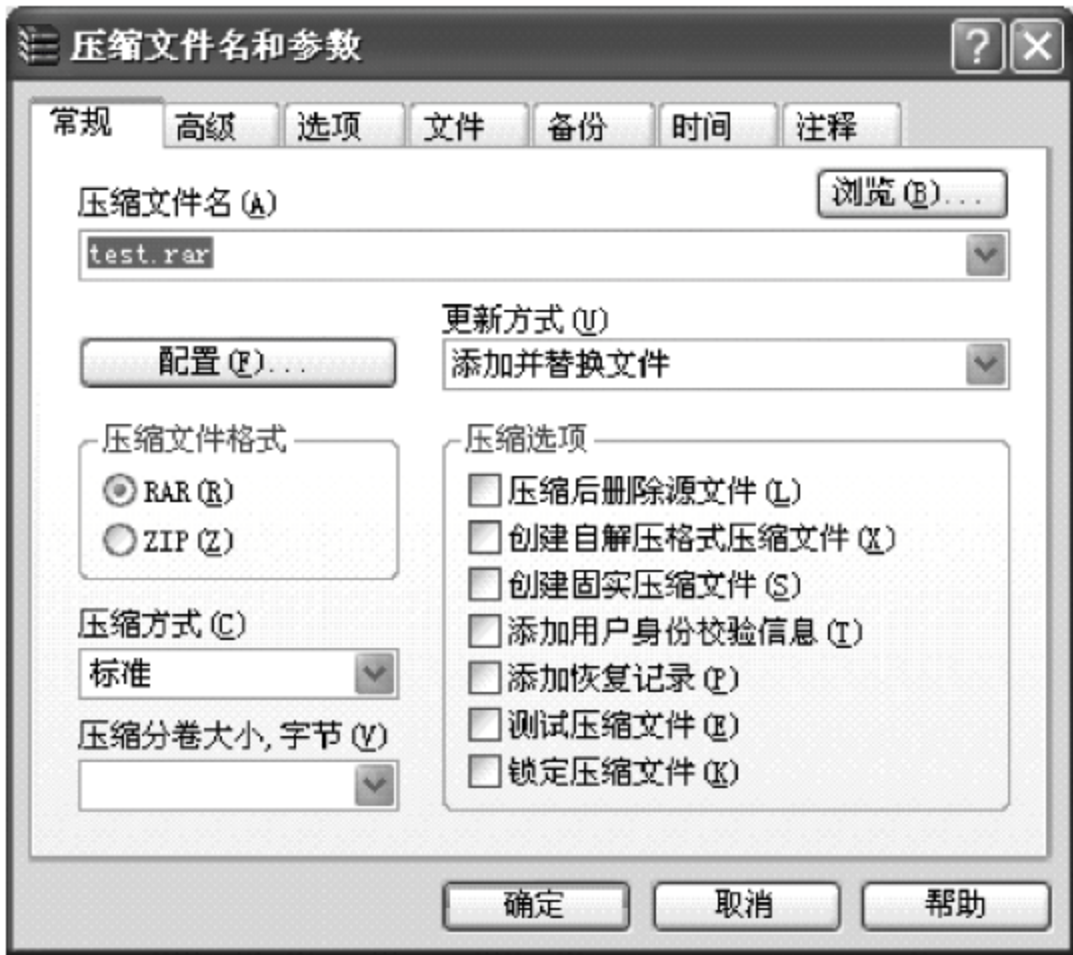 压缩文件名和参数
常规 高级 选项 文件 备份 时间 注释
压缩文件名(A)
浏览(B)...
test.rar
配置(F)...
更新方式(U)
添加并替换文件
压缩文件格式
RAR(R)
ZIP(Z)
压缩方式(C)
标准
压缩分卷大小,字节(V)
压缩选项
压缩后删除源文件(L)
创建自解压格式压缩文件(X)
创建固实压缩文件(S)
添加用户身份校验信息(T)
添加恢复记录(P)
测试压缩文件(E)
锁定压缩文件(K)
确定 取消 帮助